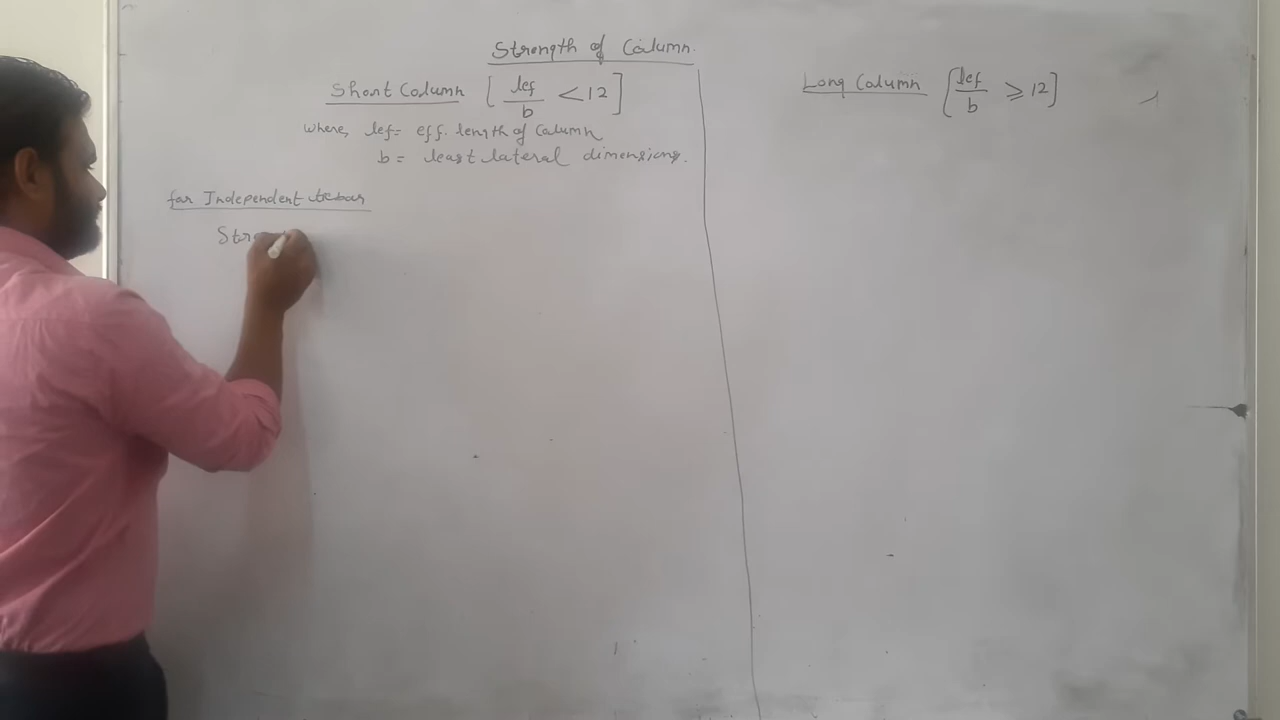 Strength of Column.
Short Column [lef/b < 12]
where, lef = eff. length of Column
b = least lateral dimensions.
for Independent
Long Column [lef/b ≥ 12]